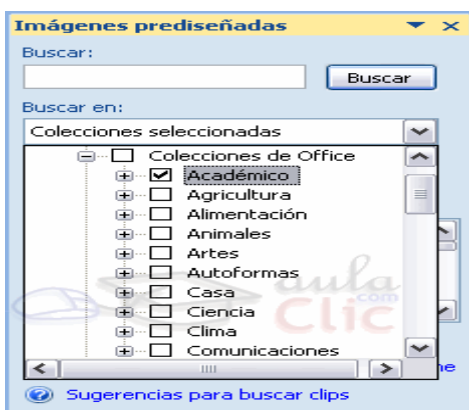 Imágenes prediseñadas
Buscar:
Buscar
Buscar en:
Colecciones seleccionadas
Colecciones de Office
Académico
Agricultura
Alimentación
Animales
Artes
Autoformas
Casa
Ciencia
Clima
Comunicaciones
aula
Clic
.com
ne
Sugerencias para buscar clips